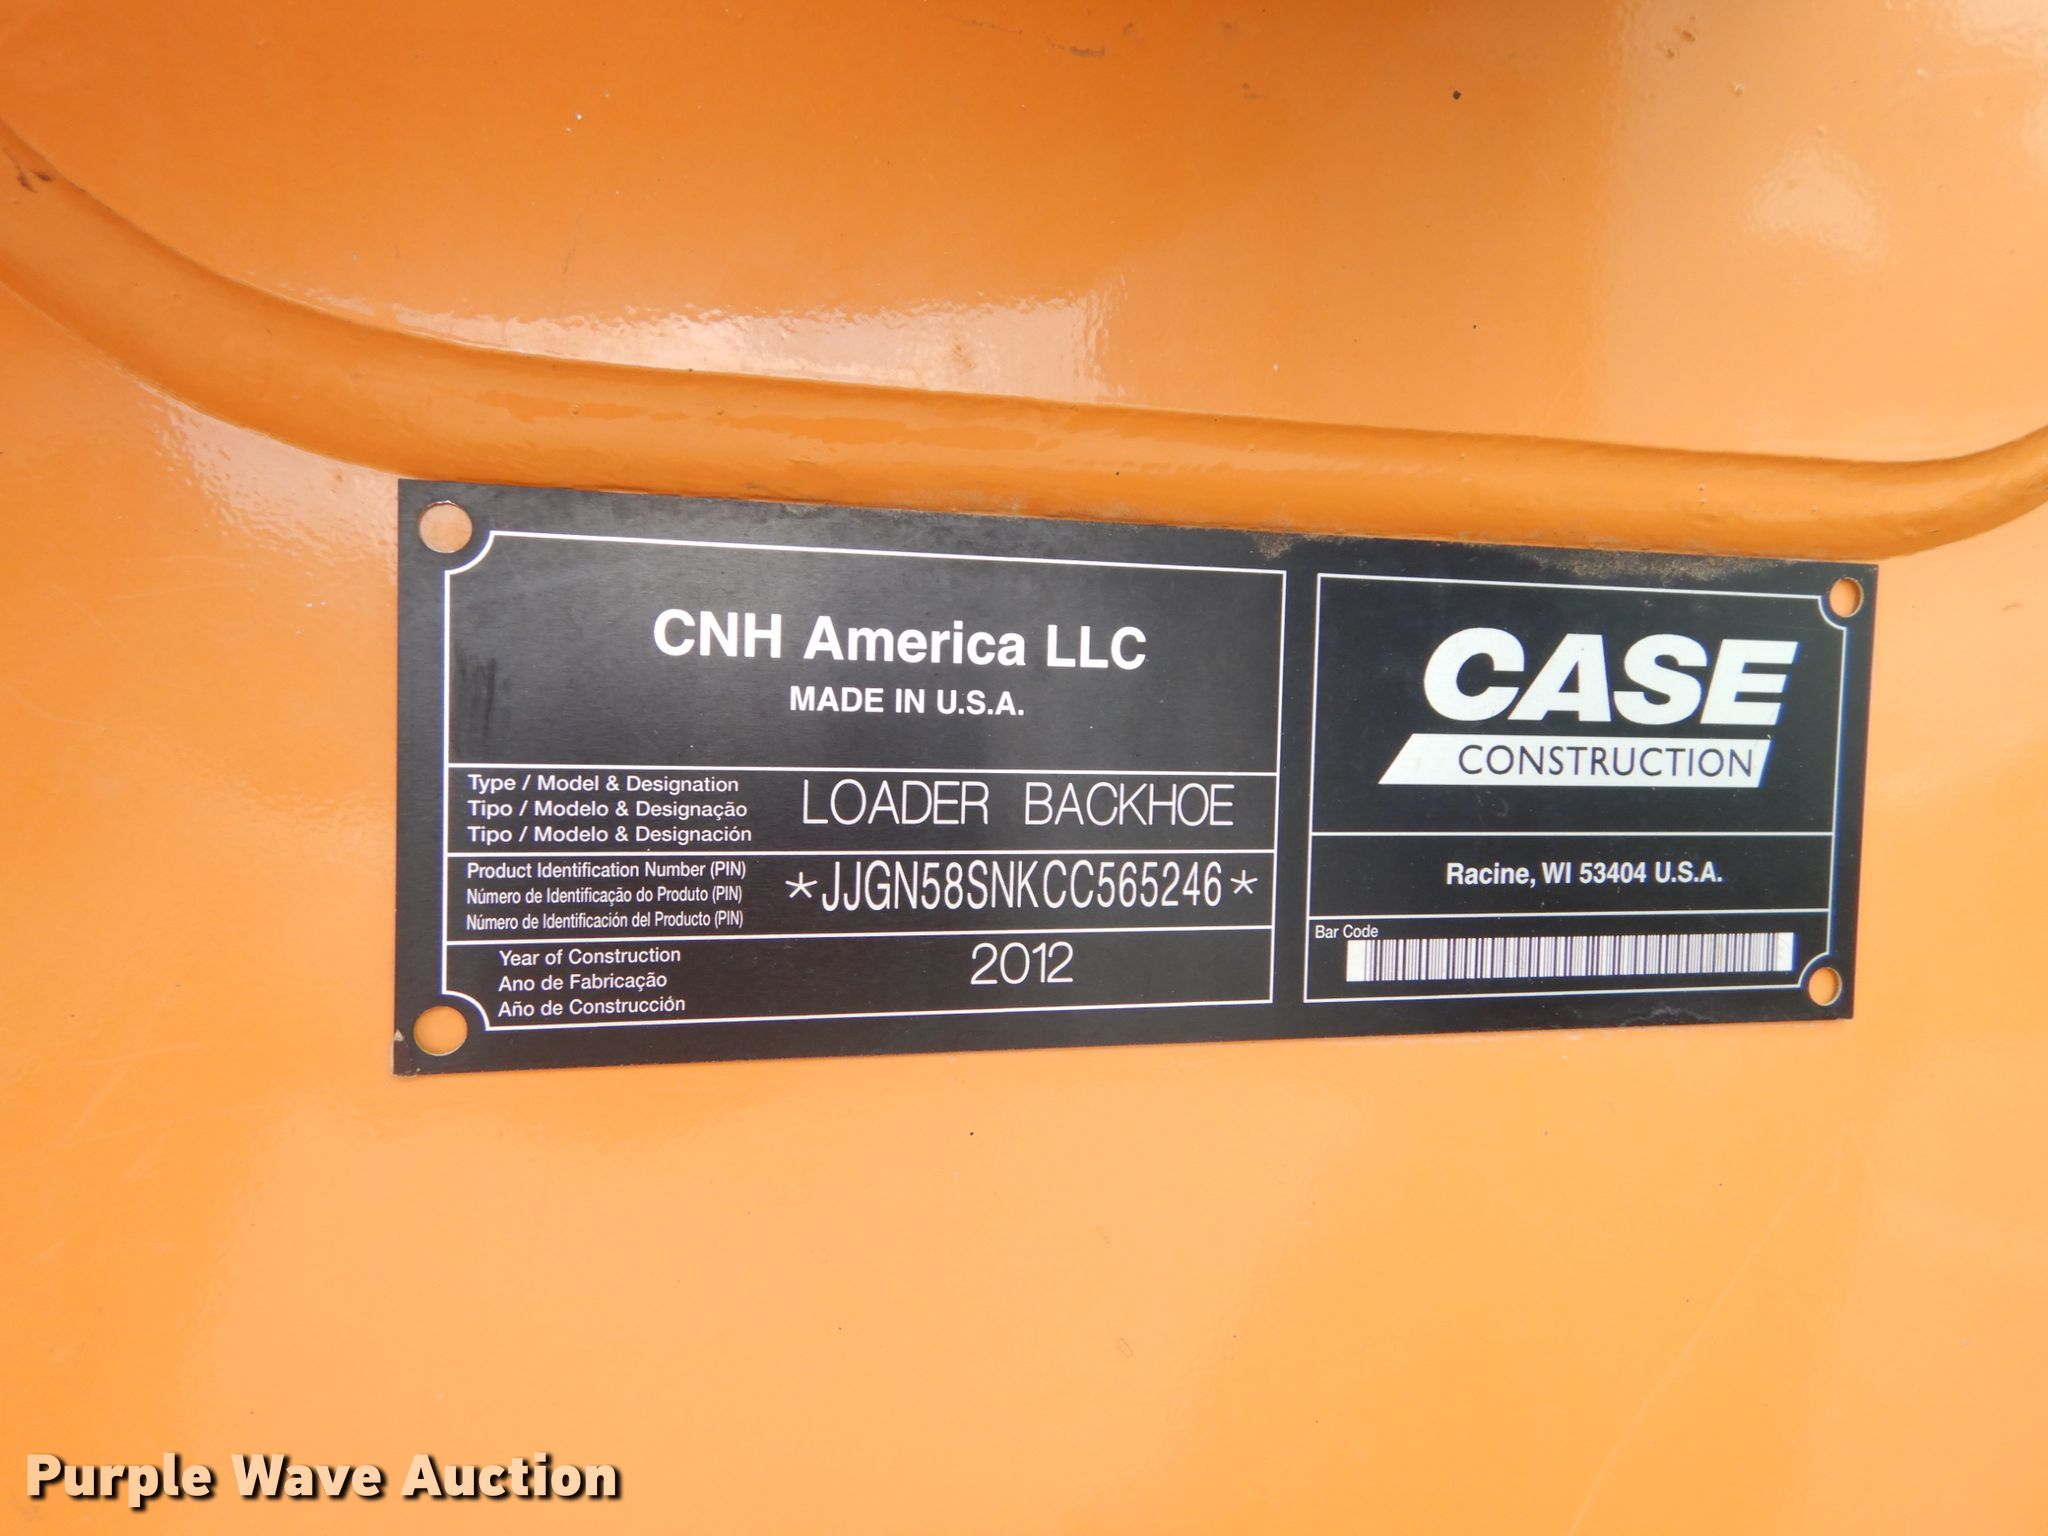 CNH America LLC
MADE IN U.S.A.
Type / Model & Designation
Tipo / Modelo & Designação
Tipo / Modelo & Designación
LOADER BACKHOE
Product Identification Number (PIN)
Número de Identificação do Produto (PIN)
Número de Identificación del Producto (PIN)
*JJGN58SNKCC565246*
Year of Construction
Ano de Fabricação
Año de Construcción
2012
CASE
CONSTRUCTION
Racine, WI 53404 U.S.A.
Bar Code
Purple Wave Auction